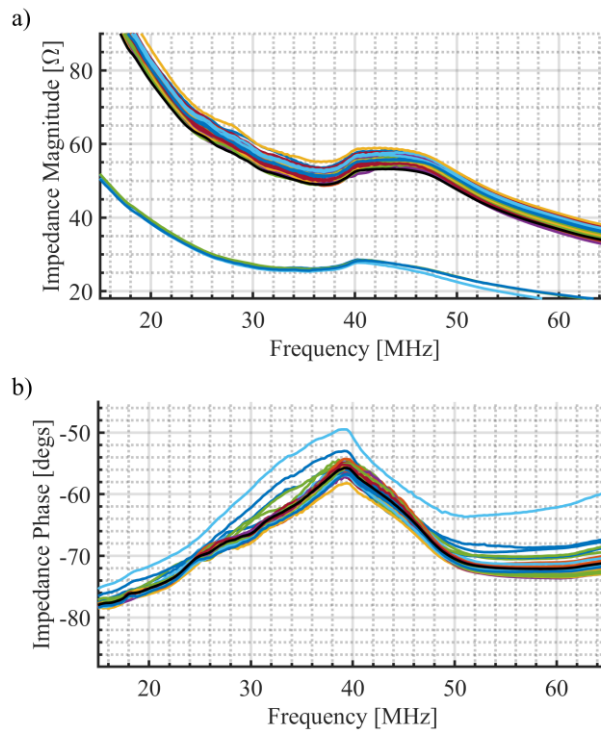 a)
Impedance Magnitude [Ω]
80
60
40
20
20 30 40 50 60
Frequency [MHz]
b)
Impedance Phase [degs]
-50
-60
-70
-80
20 30 40 50 60
Frequency [MHz]